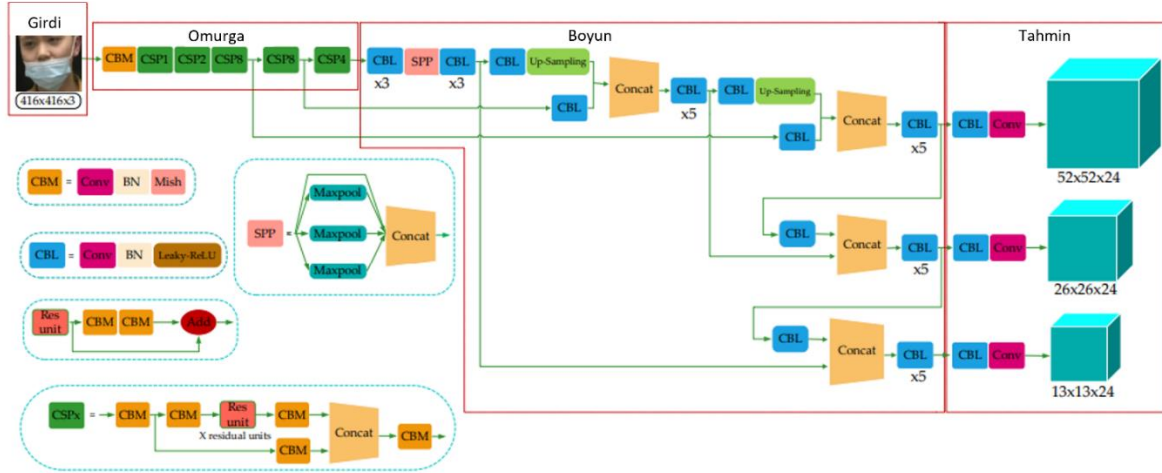 Girdi
Omurga
Boyun
Tahmin
416x416x3
CBM CSP1 CSP2 CSP8 CSP8 CSP4
CBL SPP CBL CBL Up-Sampling
x3 x3
CBL
Concat
CBL CBL Up-Sampling
x5
CBL
Concat
CBL CBL Conv
x5
52x52x24
CBL
Concat
CBL CBL Conv
x5
26x26x24
CBL
Concat
CBL CBL Conv
x5
13x13x24
CBM = Conv BN Mish
CBL = Conv BN Leaky-ReLU
SPP =
Maxpool
Maxpool
Maxpool
Concat
Res
unit
CBM CBM Add
CSPx = CBM CBM Res
unit
CBM
X residual units
CBM
Concat
CBM